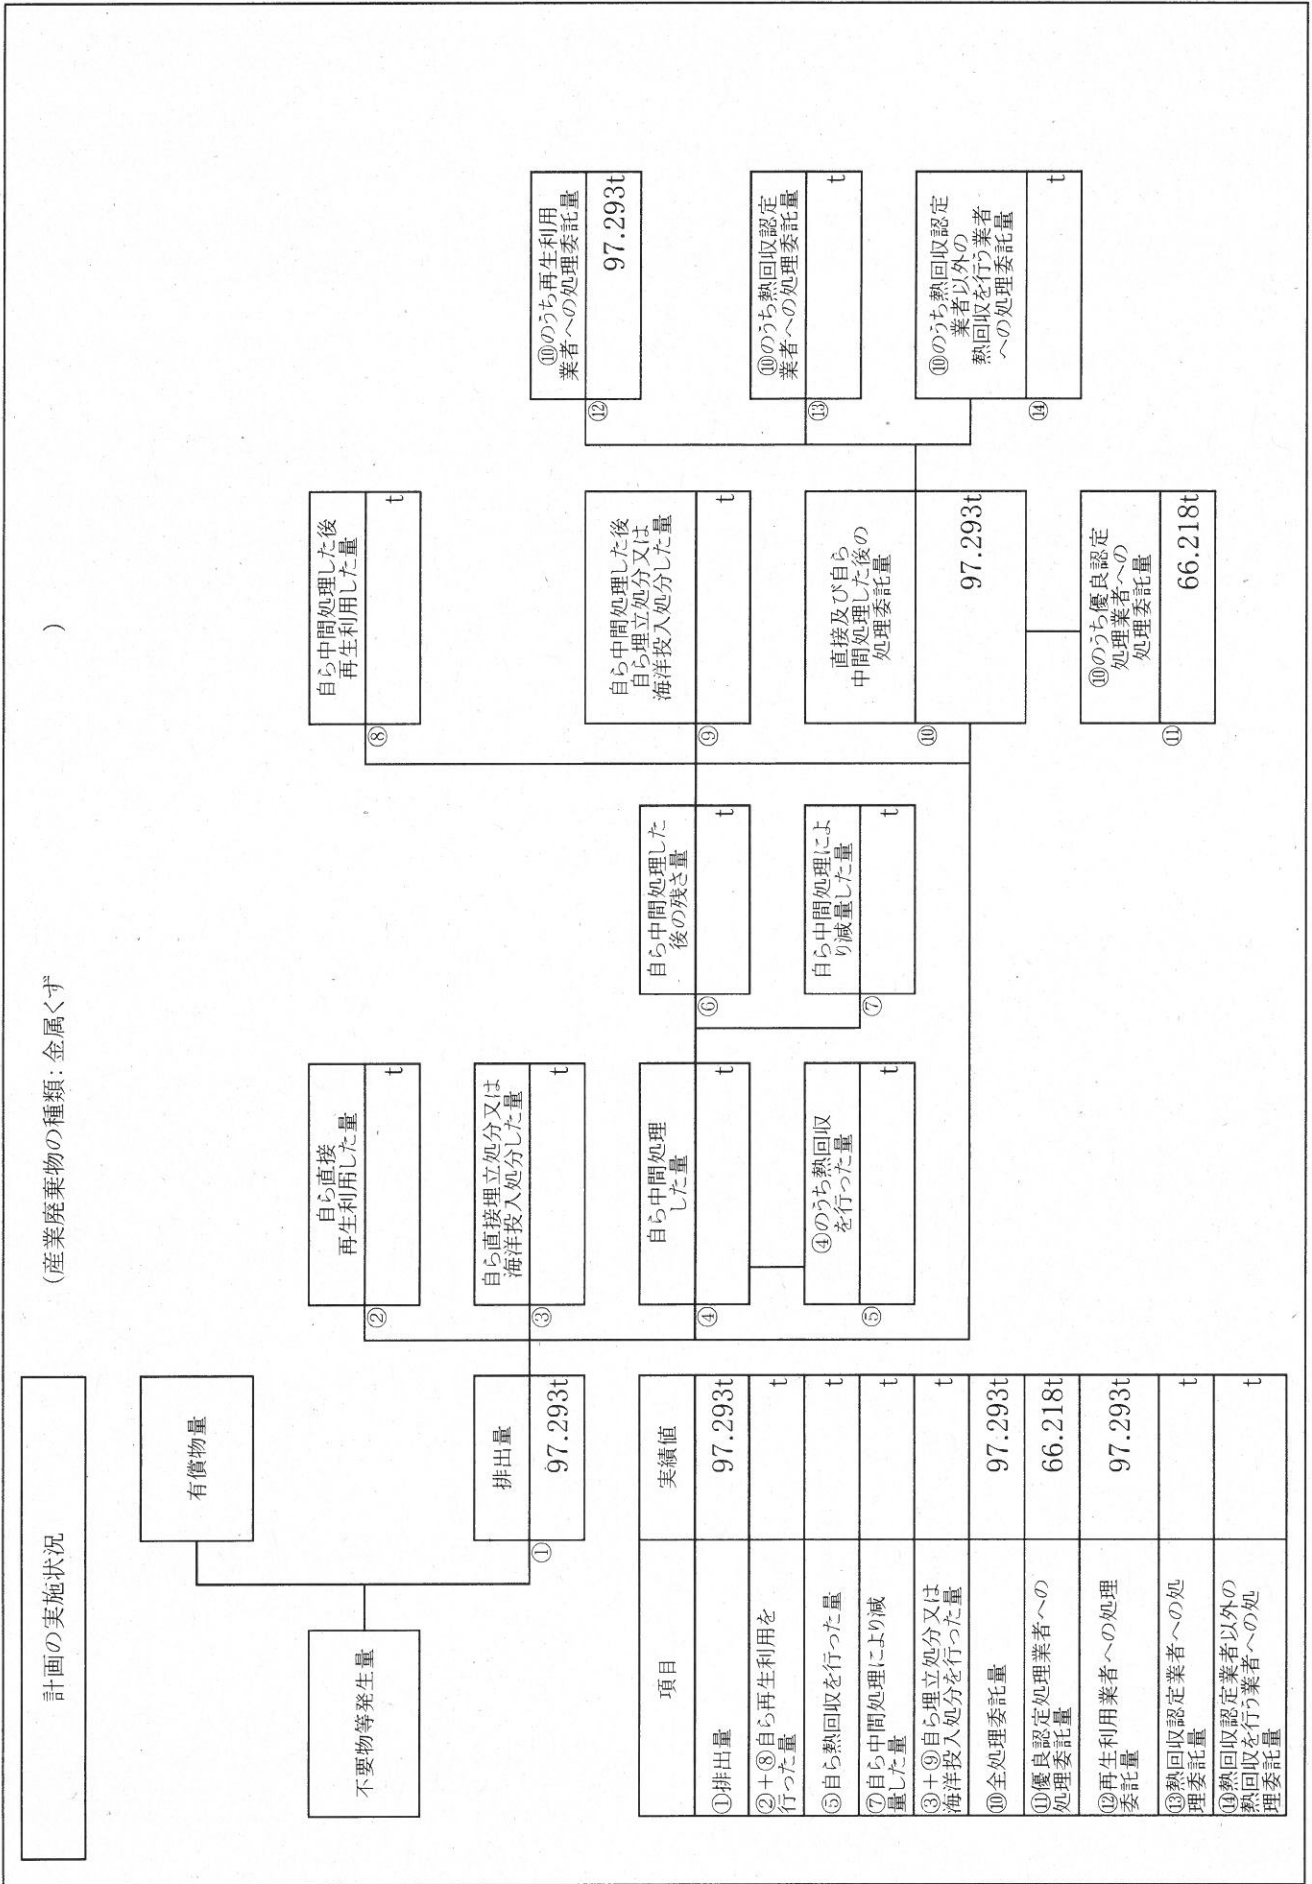 計画の実施状況
(産業廃棄物の種類：金属くず
)
不要物等発生量
有償物量
①
排出量
97.293t
②
自ら直接
再生利用した量
t
③
自ら直接埋立処分又は
海洋投入処分した量
t
④
自ら中間処理
した量
t
⑤
④のうち熱回収
を行った量
t
⑥
自ら中間処理した
後の残さ量
t
⑦
自ら中間処理によ
り減量した量
t
⑧
自ら中間処理した後
再生利用した量
t
⑨
自ら中間処理した後
自ら埋立処分又は
海洋投入処分した量
t
⑩
直接及び自ら
中間処理した後の
処理委託量
97.293t
⑪
⑩のうち優良認定
処理業者への
処理委託量
66.218t
⑫
⑩のうち再生利用
業者への処理委託量
97.293t
⑬
⑩のうち熱回収認定
業者への処理委託量
t
⑭
⑩のうち熱回収認定
業者以外の
熱回収を行う業者
への処理委託量
t
項目
実績値
①排出量
97.293t
②+⑧自ら再生利用を
行った量
t
⑤自ら熱回収を行った量
t
⑦自ら中間処理により減
量した量
t
③+⑨自ら埋立処分又は
海洋投入処分を行った量
t
⑩全処理委託量
97.293t
⑪優良認定処理業者への
処理委託量
66.218t
⑫再生利用業者への処理
委託量
97.293t
⑬熱回収認定業者への処
理委託量
t
⑭熱回収認定業者以外の
熱回収を行う業者への処
理委託量
t